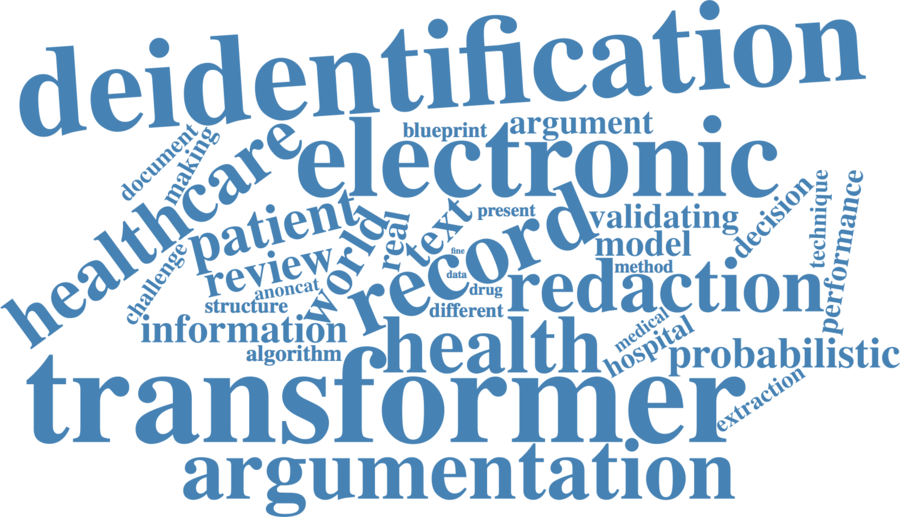 deidentification
blueprint
argument
electronic
document
making
healthcare
patient
review
anoncat
structure
challenge
information
algorithm
world
real
text
present
fine
data
drug
different
record
validating
model
method
decision
technique
performance
redaction
medical
hospital
health
probabilistic
extraction
transformer
argumentation